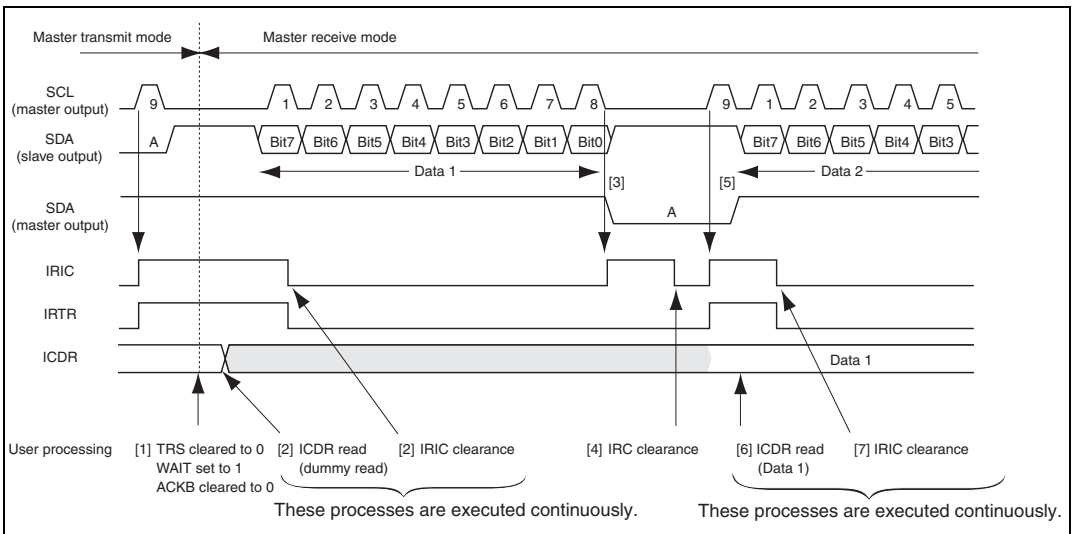 Master transmit mode
Master receive mode
SCL
(master output)
9 1 2 3 4 5 6 7 8 9 1 2 3 4 5
SDA
(slave output)
A Bit7 Bit6 Bit5 Bit4 Bit3 Bit2 Bit1 Bit0 Bit7 Bit6 Bit5 Bit4 Bit3
Data 1
[3]
[5]
Data 2
SDA
(master output)
A
IRIC
IRTR
ICDR
Data 1
User processing
[1] TRS cleared to 0
WAIT set to 1
ACKB cleared to 0
[2] ICDR read
(dummy read)
[2] IRIC clearance
[4] IRC clearance
[6] ICDR read
(Data 1)
[7] IRIC clearance
These processes are executed continuously.
These processes are executed continuously.